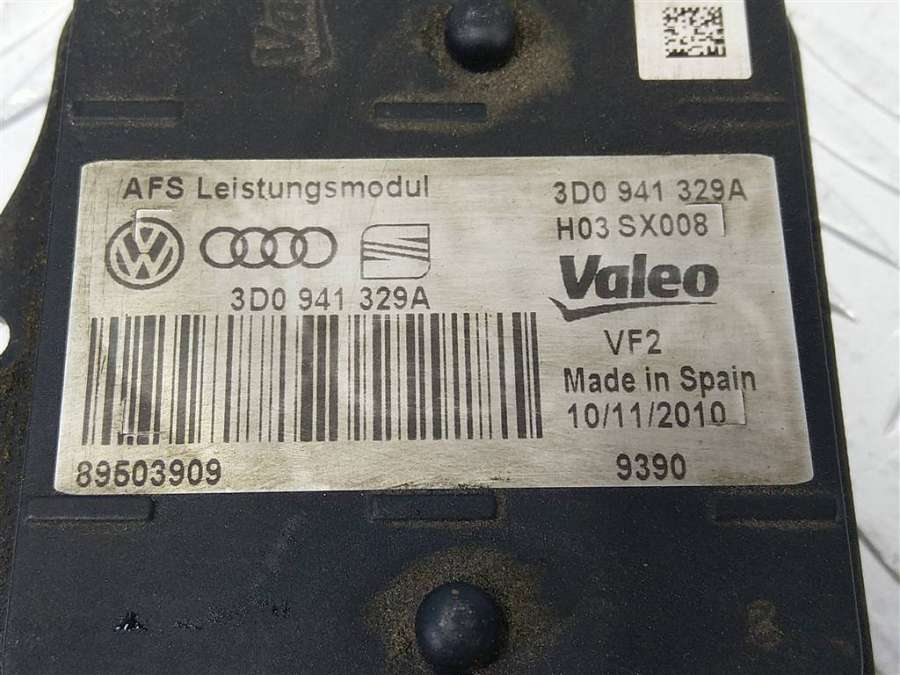 Valeo
AFS Leistungsmodul
3D0 941 329A
H03 SX008
3D0 941 329A
Valeo
VF2
Made in Spain
10/11/2010
89503909
9390